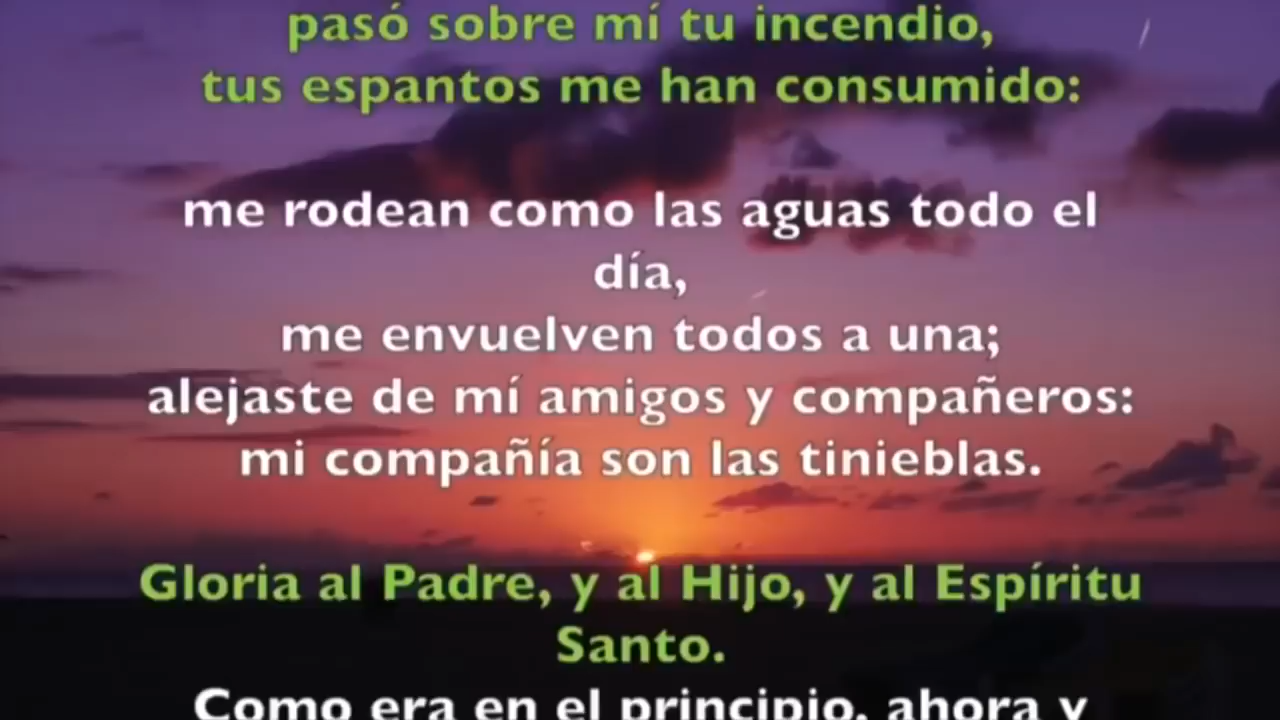 pasó sobre mí tu incendio,
tus espantos me han consumido:
me rodean como las aguas todo el
día,
me envuelven todos a una;
alejaste de mí amigos y compañeros:
mi compañía son las tinieblas.
Gloria al Padre, y al Hijo, y al Espíritu
Santo.
Como era en el principio, ahora y